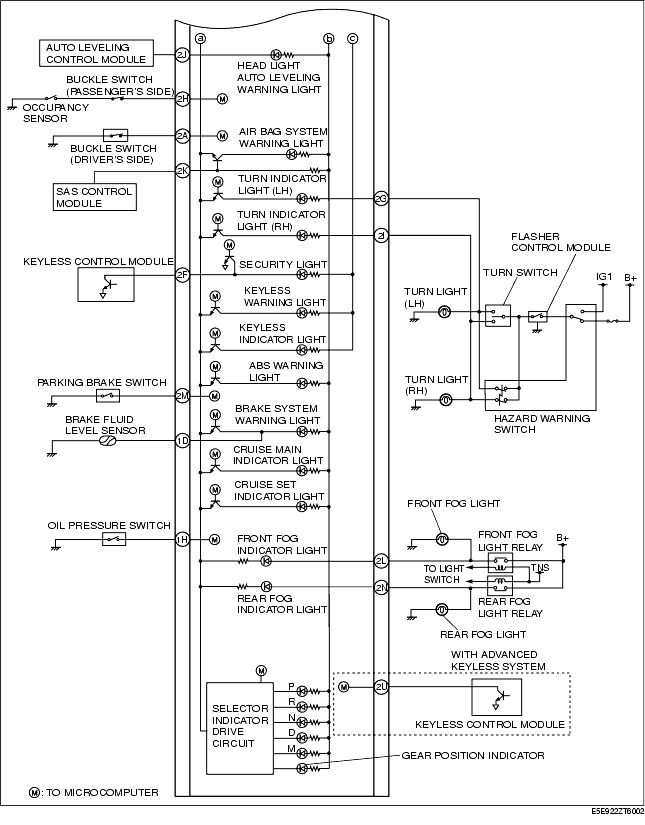 a
b
c
AUTO LEVELING
CONTROL MODULE
2J
HEAD LIGHT
AUTO LEVELING
WARNING LIGHT
BUCKLE SWITCH
(PASSENGER'S SIDE)
2H
M
OCCUPANCY
SENSOR
2A
M
AIR BAG SYSTEM
WARNING LIGHT
BUCKLE SWITCH
(DRIVER'S SIDE)
2K
SAS CONTROL
MODULE
M
TURN INDICATOR
LIGHT (LH)
2G
M
TURN INDICATOR
LIGHT (RH)
2I
FLASHER
CONTROL MODULE
M
KEYLESS CONTROL MODULE
2F
SECURITY LIGHT
TURN SWITCH
IG1
B+
M
KEYLESS
WARNING LIGHT
TURN LIGHT
(LH)
M
KEYLESS
INDICATOR LIGHT
M
ABS WARNING
LIGHT
TURN LIGHT
(RH)
PARKING BRAKE SWITCH
2M
M
HAZARD WARNING
SWITCH
BRAKE FLUID
LEVEL SENSOR
1D
M
BRAKE SYSTEM
WARNING LIGHT
M
CRUISE MAIN
INDICATOR LIGHT
M
CRUISE SET
INDICATOR LIGHT
FRONT FOG LIGHT
OIL PRESSURE SWITCH
1H
M
FRONT FOG
INDICATOR LIGHT
2L
FRONT FOG
LIGHT RELAY
B+
TO LIGHT
SWITCH
TNS
2N
REAR FOG
INDICATOR LIGHT
REAR FOG
LIGHT RELAY
REAR FOG LIGHT
WITH ADVANCED
KEYLESS SYSTEM
M
SELECTOR
INDICATOR
DRIVE
CIRCUIT
P
R
N
D
M
M
2U
KEYLESS CONTROL MODULE
GEAR POSITION INDICATOR
M : TO MICROCOMPUTER
E5E922ZT6002